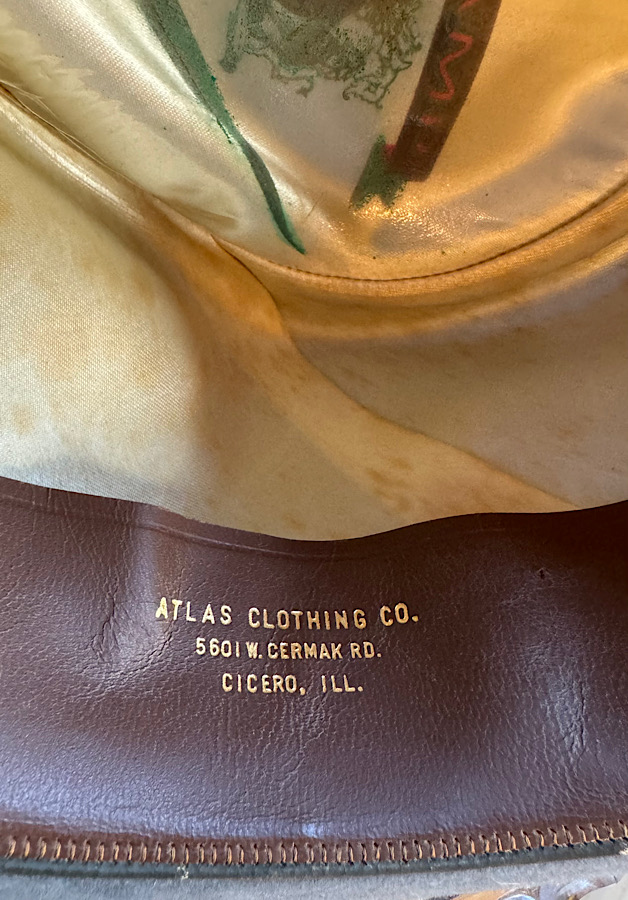 ATLAS CLOTHING CO.
5601 W. CERMAK RD.
CICERO, ILL.